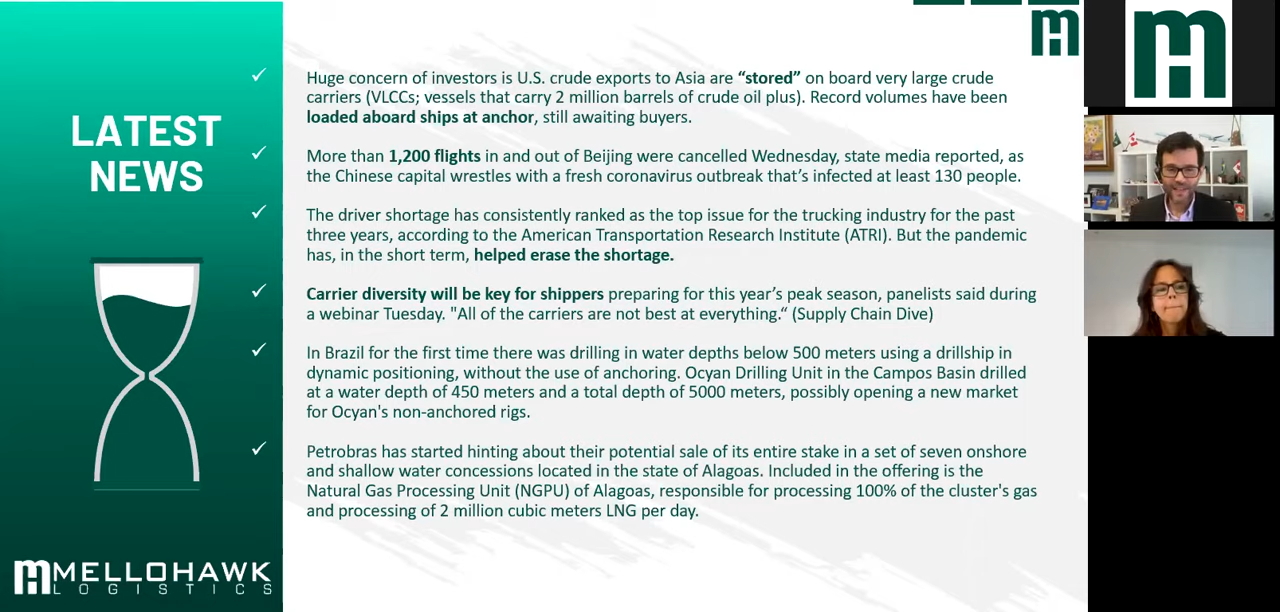 LATEST
NEWS
Huge concern of investors is U.S. crude exports to Asia are “stored” on board very large crude
carriers (VLCCs; vessels that carry 2 million barrels of crude oil plus). Record volumes have been
loaded aboard ships at anchor, still awaiting buyers.
More than 1,200 flights in and out of Beijing were cancelled Wednesday, state media reported, as
the Chinese capital wrestles with a fresh coronavirus outbreak that’s infected at least 130 people.
The driver shortage has consistently ranked as the top issue for the trucking industry for the past
three years, according to the American Transportation Research Institute (ATRI). But the pandemic
has, in the short term, helped erase the shortage.
Carrier diversity will be key for shippers preparing for this year’s peak season, panelists said during
a webinar Tuesday. "All of the carriers are not best at everything.“ (Supply Chain Dive)
In Brazil for the first time there was drilling in water depths below 500 meters using a drillship in
dynamic positioning, without the use of anchoring. Ocyan Drilling Unit in the Campos Basin drilled
at a water depth of 450 meters and a total depth of 5000 meters, possibly opening a new market
for Ocyan's non-anchored rigs.
Petrobras has started hinting about their potential sale of its entire stake in a set of seven onshore
and shallow water concessions located in the state of Alagoas. Included in the offering is the
Natural Gas Processing Unit (NGPU) of Alagoas, responsible for processing 100% of the cluster's gas
and processing of 2 million cubic meters LNG per day.
MELLOHAWK
LOGISTICS